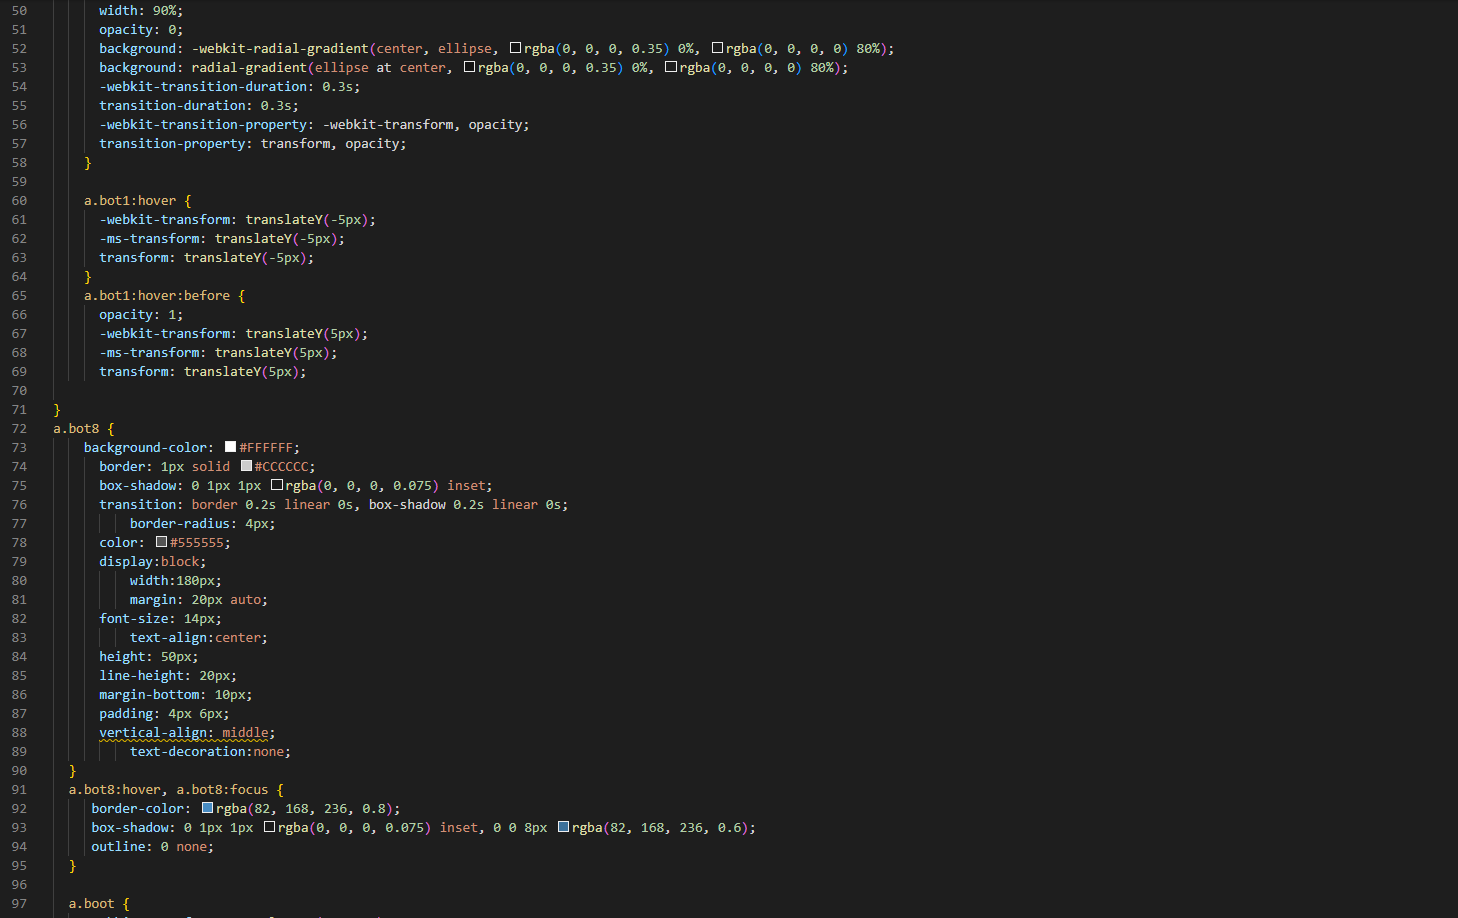 50 width: 90%;
51 opacity: 0;
52 background: -webkit-radial-gradient(center, ellipse, rgba(0, 0, 0, 0.35) 0%, rgba(0, 0, 0, 0) 80%);
53 background: radial-gradient(ellipse at center, rgba(0, 0, 0, 0.35) 0%, rgba(0, 0, 0, 0) 80%);
54 -webkit-transition-duration: 0.3s;
55 transition-duration: 0.3s;
56 -webkit-transition-property: -webkit-transform, opacity;
57 transition-property: transform, opacity;
58 }
59
60 a.bot1:hover {
61 -webkit-transform: translateY(-5px);
62 -ms-transform: translateY(-5px);
63 transform: translateY(-5px);
64 }
65 a.bot1:hover:before {
66 opacity: 1;
67 -webkit-transform: translateY(5px);
68 -ms-transform: translateY(5px);
69 transform: translateY(5px);
70
71 }
72 a.bot8 {
73 background-color: #FFFFFF;
74 border: 1px solid #CCCCCC;
75 box-shadow: 0 1px 1px rgba(0, 0, 0, 0.075) inset;
76 transition: border 0.2s linear 0s, box-shadow 0.2s linear 0s;
77 border-radius: 4px;
78 color: #555555;
79 display:block;
80 width:180px;
81 margin: 20px auto;
82 font-size: 14px;
83 text-align:center;
84 height: 50px;
85 line-height: 20px;
86 margin-bottom: 10px;
87 padding: 4px 6px;
88 vertical-align: middle;
89 text-decoration:none;
90 }
91 a.bot8:hover, a.bot8:focus {
92 border-color: rgba(82, 168, 236, 0.8);
93 box-shadow: 0 1px 1px rgba(0, 0, 0, 0.075) inset, 0 0 8px rgba(82, 168, 236, 0.6);
94 outline: 0 none;
95 }
96
97 a.boot {